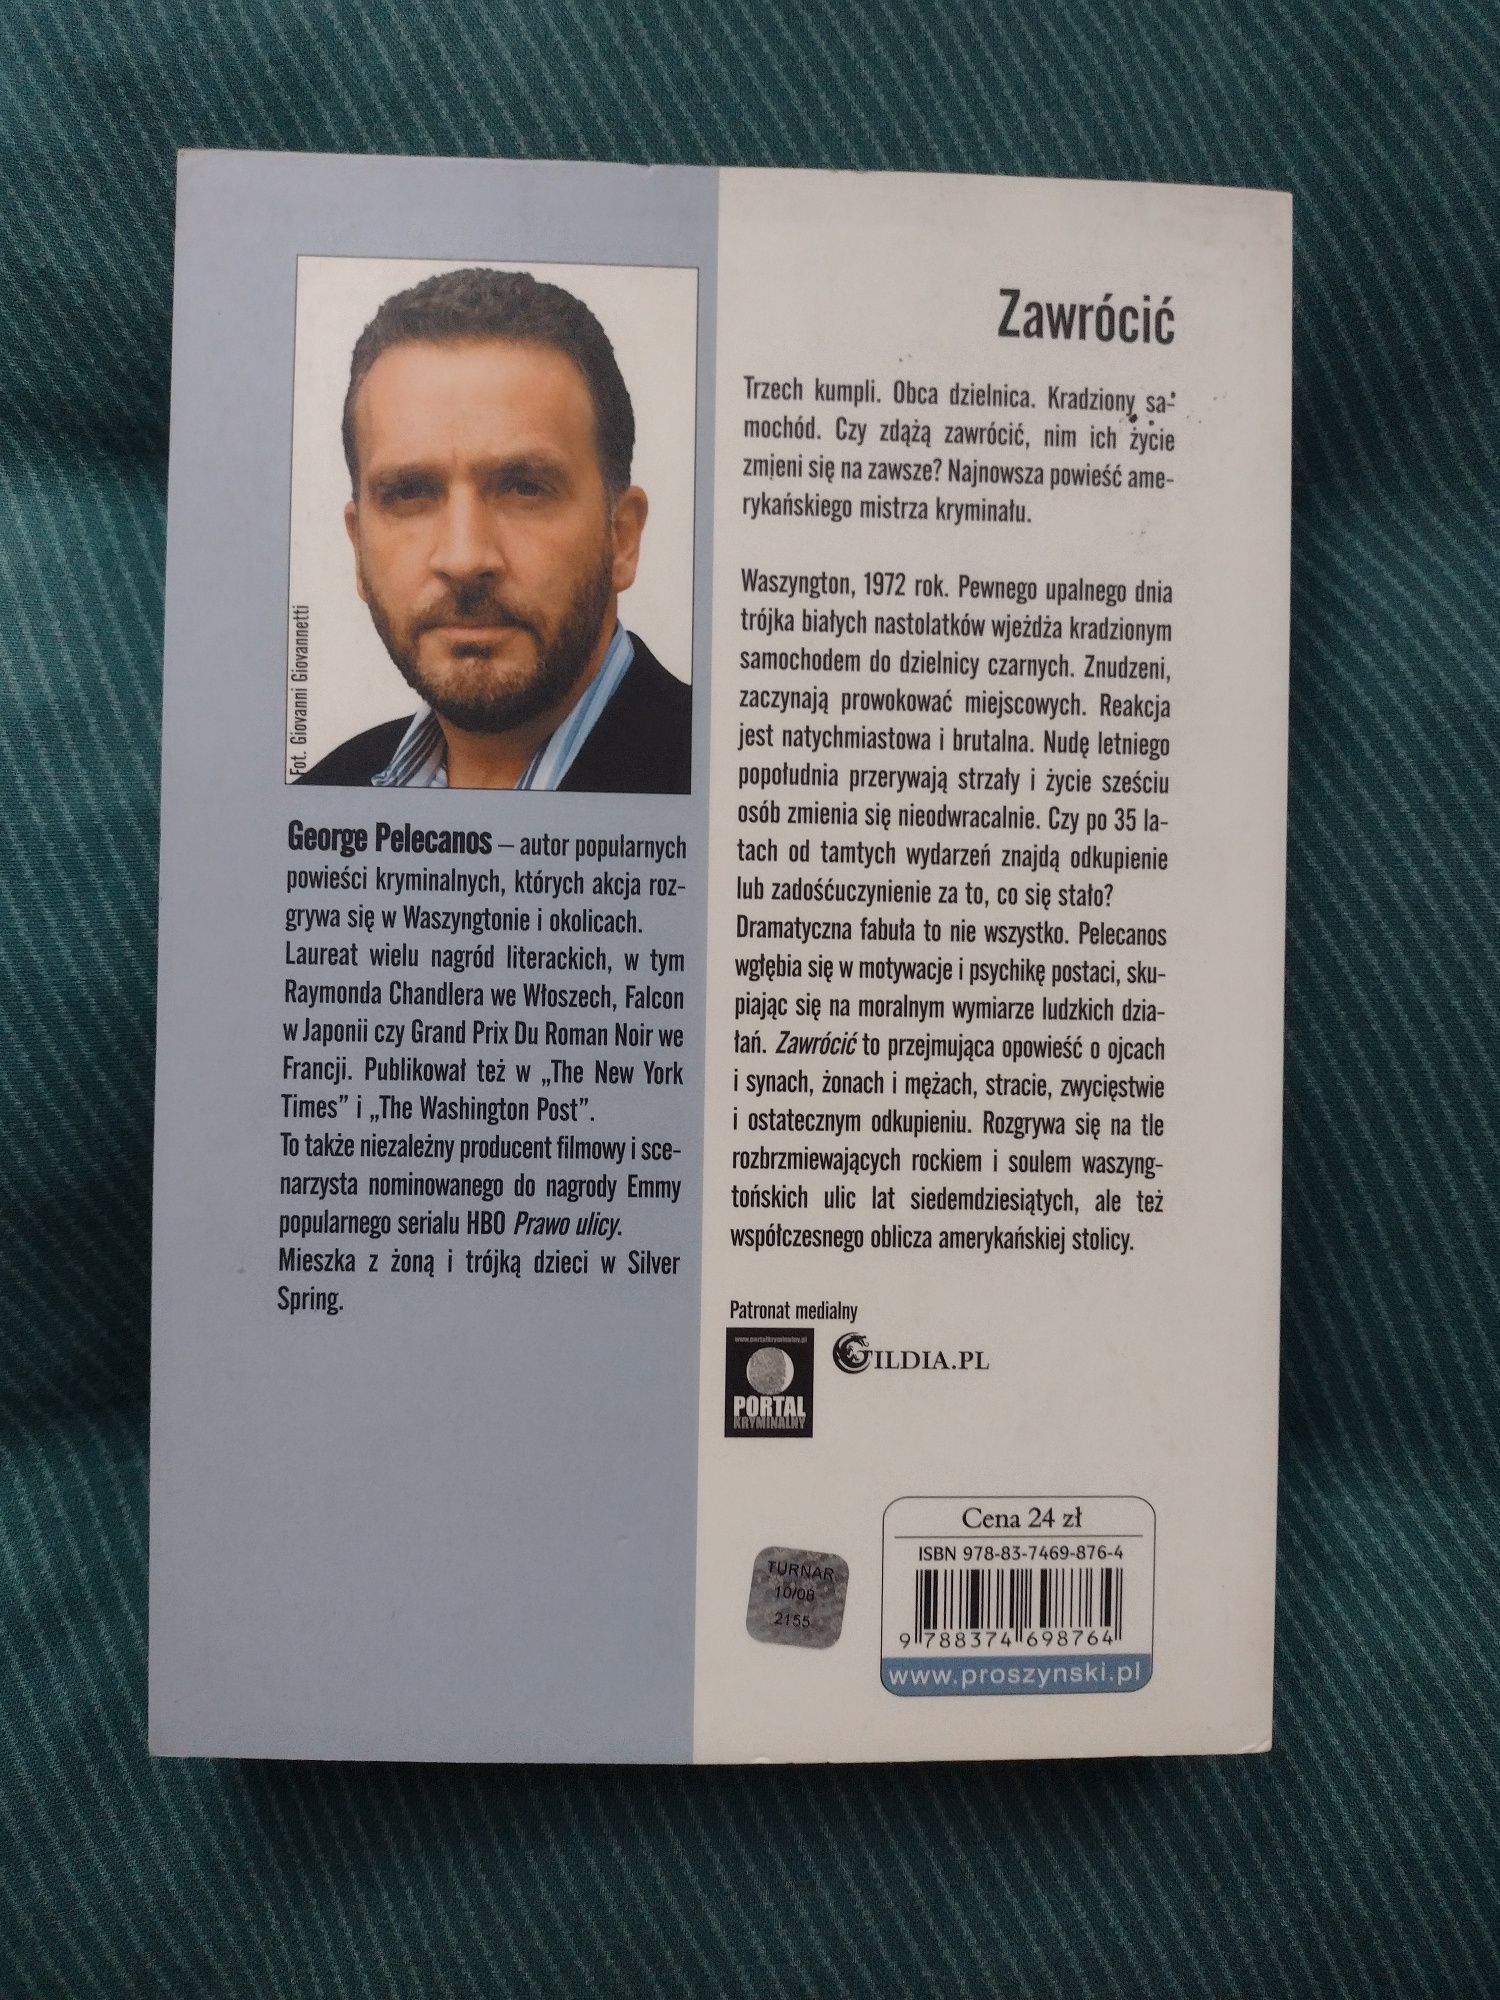 Fot. Giovanni Giovannetti
George Pelecanos – autor popularnych
powieści kryminalnych, których akcja roz-
grywa się w Waszyngtonie i okolicach.
Laureat wielu nagród literackich, w tym
Raymonda Chandlera we Włoszech, Falcon
w Japonii czy Grand Prix Du Roman Noir we
Francji. Publikował też w „The New York
Times” i „The Washington Post”.
To także niezależny producent filmowy i sce-
narzysta nominowanego do nagrody Emmy
popularnego serialu HBO Prawo ulicy.
Mieszka z żoną i trójką dzieci w Silver
Spring.
Zawrócić
Trzech kumpli. Obca dzielnica. Kradziony sa-
mochód. Czy zdążą zawrócić, nim ich życie
zmieni się na zawsze? Najnowsza powieść ame-
rykańskiego mistrza kryminału.
Waszyngton, 1972 rok. Pewnego upalnego dnia
trójka białych nastolatków wjeżdża kradzionym
samochodem do dzielnicy czarnych. Znudzeni,
zaczynają prowokować miejscowych. Reakcja
jest natychmiastowa i brutalna. Nudę letniego
popołudnia przerywają strzały i życie sześciu
osób zmienia się nieodwracalnie. Czy po 35 la-
tach od tamtych wydarzeń znajdą odkupienie
lub zadośćuczynienie za to, co się stało?
Dramatyczna fabuła to nie wszystko. Pelecanos
wgłębia się w motywacje i psychikę postaci, sku-
piając się na moralnym wymiarze ludzkich dzia-
łań. Zawrócić to przejmująca opowieść o ojcach
i synach, żonach i mężach, stracie, zwycięstwie
i ostatecznym odkupieniu. Rozgrywa się na tle
rozbrzmiewających rockiem i soulem waszyng-
tońskich ulic lat siedemdziesiątych, ale też
współczesnego oblicza amerykańskiej stolicy.
Patronat medialny
www.portalkryminalny.pl
PORTAL
KRYMINALNY
GILDIA.PL
TURNAR
10/08
2155
Cena 24 zł
ISBN 978-83-7469-876-4
9 788374 698764
www.proszynski.pl